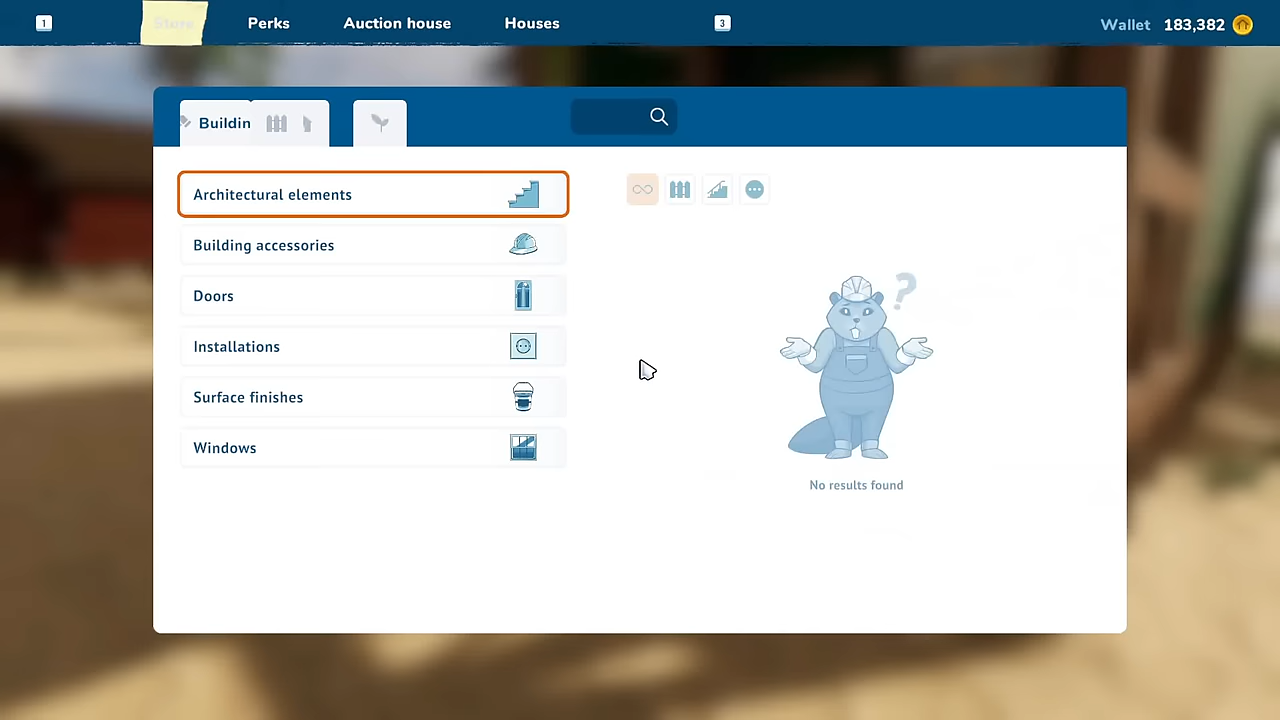 1
Store
Perks
Auction house
Houses
3
Wallet 183,382
Buildin
Architectural elements
Building accessories
Doors
Installations
Surface finishes
Windows
?
No results found